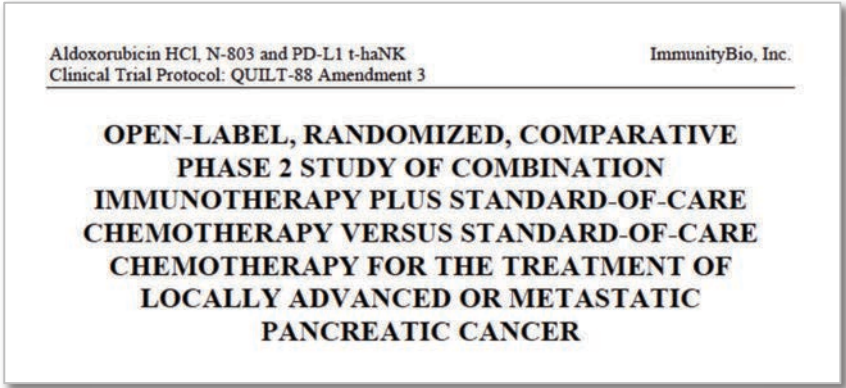 Aldoxorubicin HCl, N-803 and PD-L1 t-haNK ImmunityBio, Inc.
Clinical Trial Protocol: QUILT-88 Amendment 3
OPEN-LABEL, RANDOMIZED, COMPARATIVE
PHASE 2 STUDY OF COMBINATION
IMMUNOTHERAPY PLUS STANDARD-OF-CARE
CHEMOTHERAPY VERSUS STANDARD-OF-CARE
CHEMOTHERAPY FOR THE TREATMENT OF
LOCALLY ADVANCED OR METASTATIC
PANCREATIC CANCER